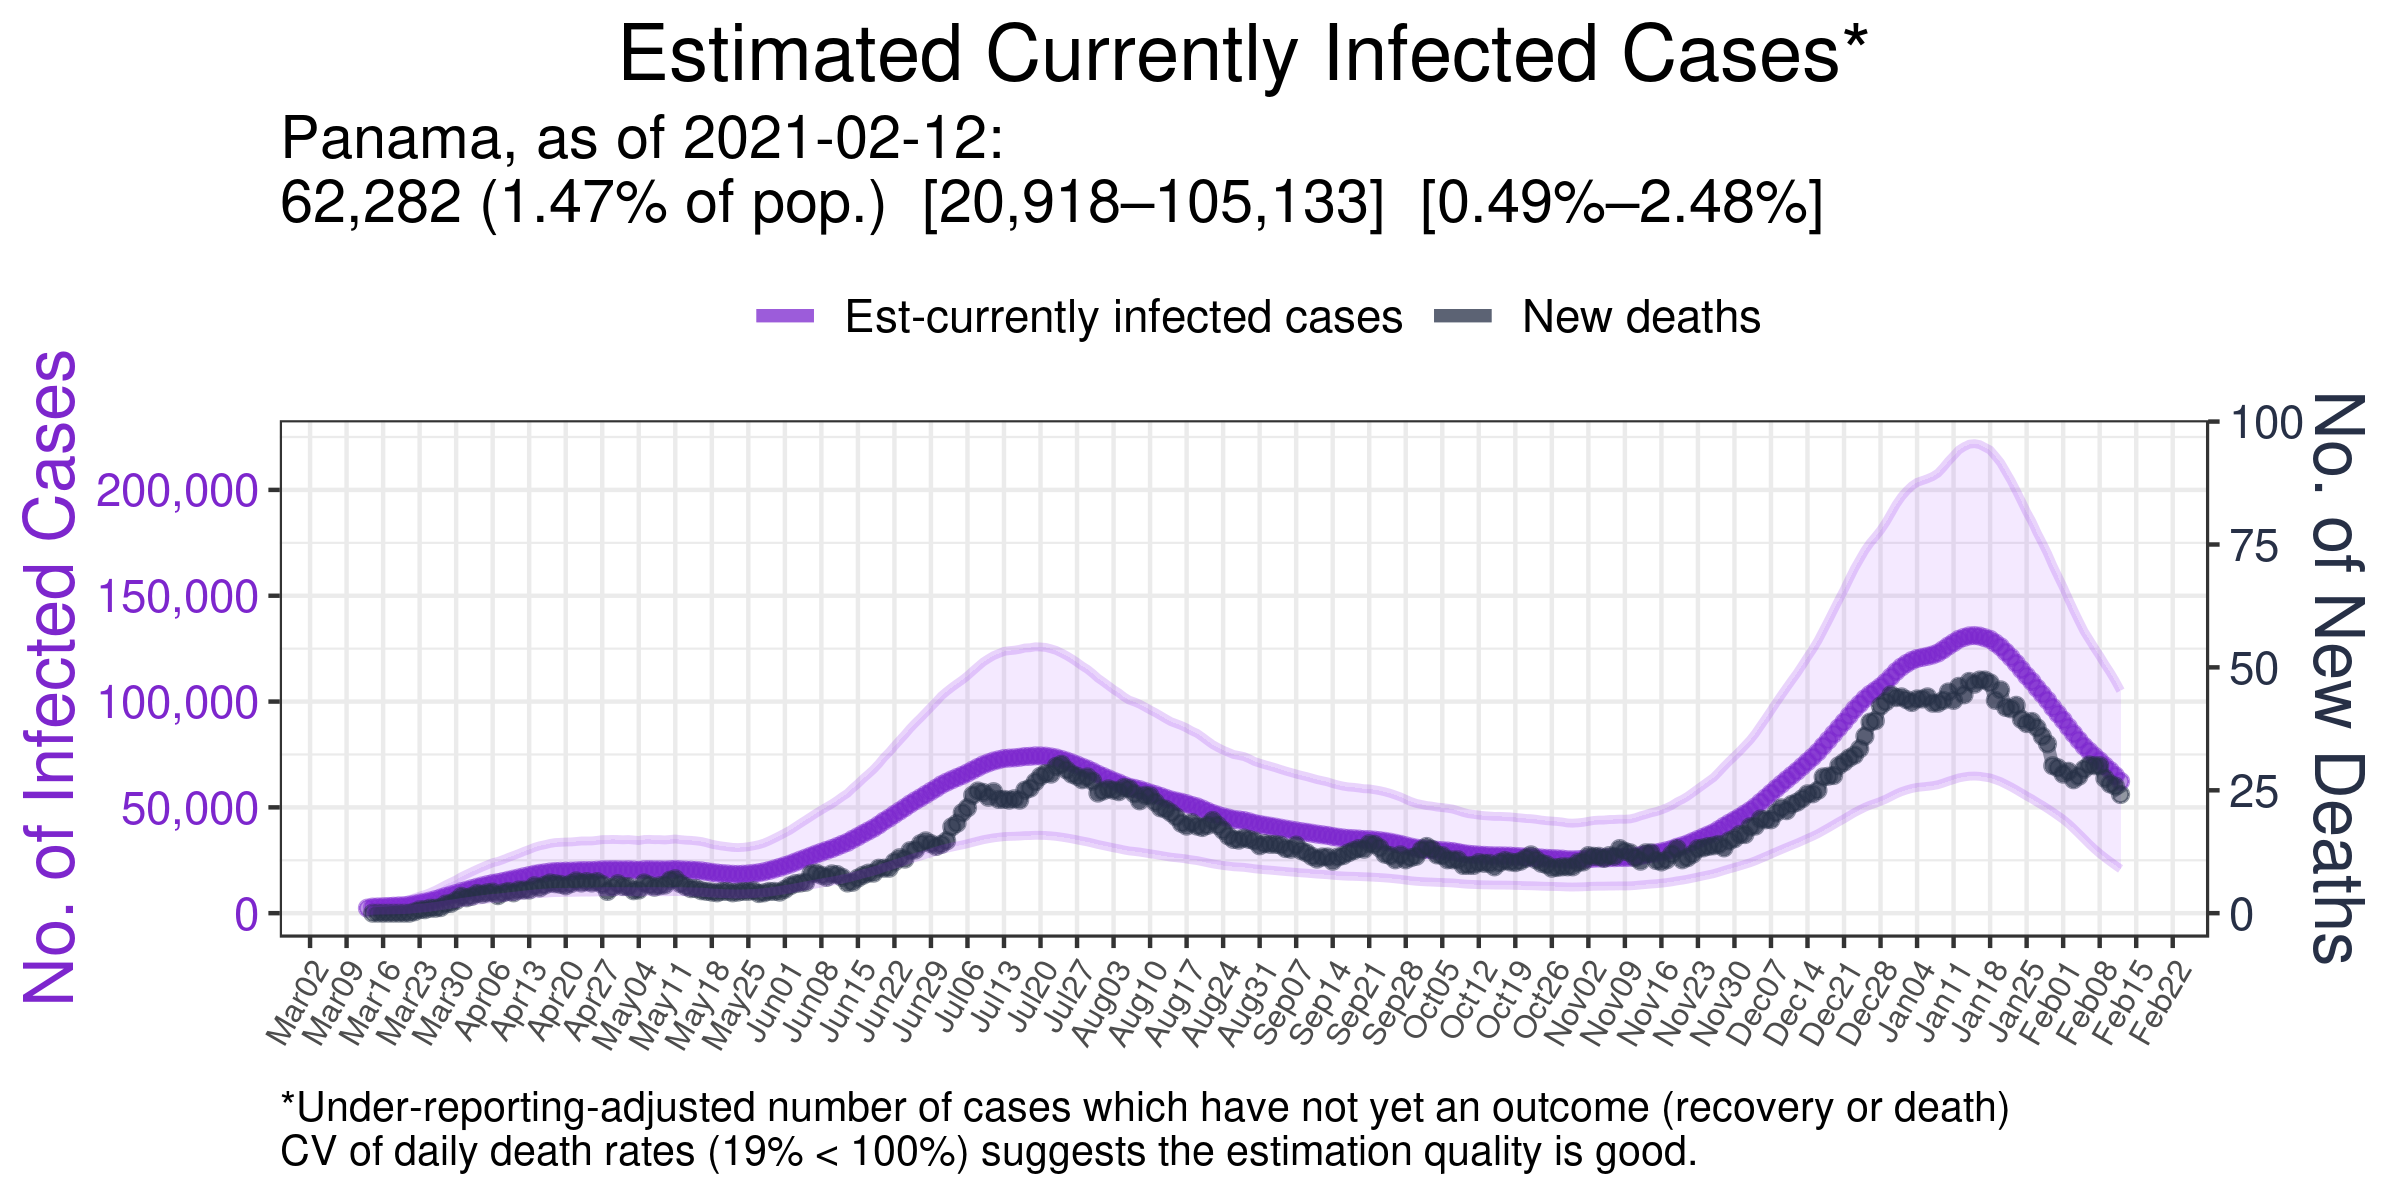 Estimated Currently Infected Cases*
Panama, as of 2021-02-12:
62,282 (1.47% of pop.) [20,918–105,133] [0.49%–2.48%]
Est-currently infected cases
New deaths
No. of Infected Cases
200,000
150,000
100,000
50,000
0
100
75
50
25
0
No. of New Deaths
Mar02
Mar09
Mar16
Mar23
Mar30
Apr06
Apr13
Apr20
Apr27
May04
May11
May18
May25
Jun01
Jun08
Jun15
Jun22
Jun29
Jul06
Jul13
Jul20
Jul27
Aug03
Aug10
Aug17
Aug24
Aug31
Sep07
Sep14
Sep21
Sep28
Oct05
Oct12
Oct19
Oct26
Nov02
Nov09
Nov16
Nov23
Nov30
Dec07
Dec14
Dec21
Dec28
Jan04
Jan11
Jan18
Jan25
Feb01
Feb08
Feb15
Feb22
*Under-reporting-adjusted number of cases which have not yet an outcome (recovery or death)
CV of daily death rates (19% < 100%) suggests the estimation quality is good.